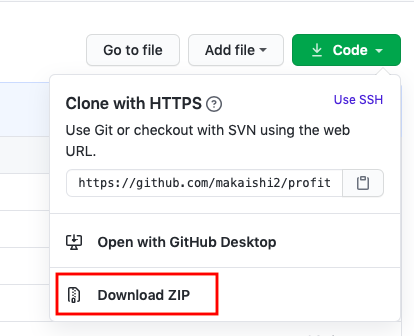 Go to file
Add file
Code
Clone with HTTPS
Use SSH
Use Git or checkout with SVN using the web
URL.
https://github.com/makaishi2/profit
Open with GitHub Desktop
Download ZIP